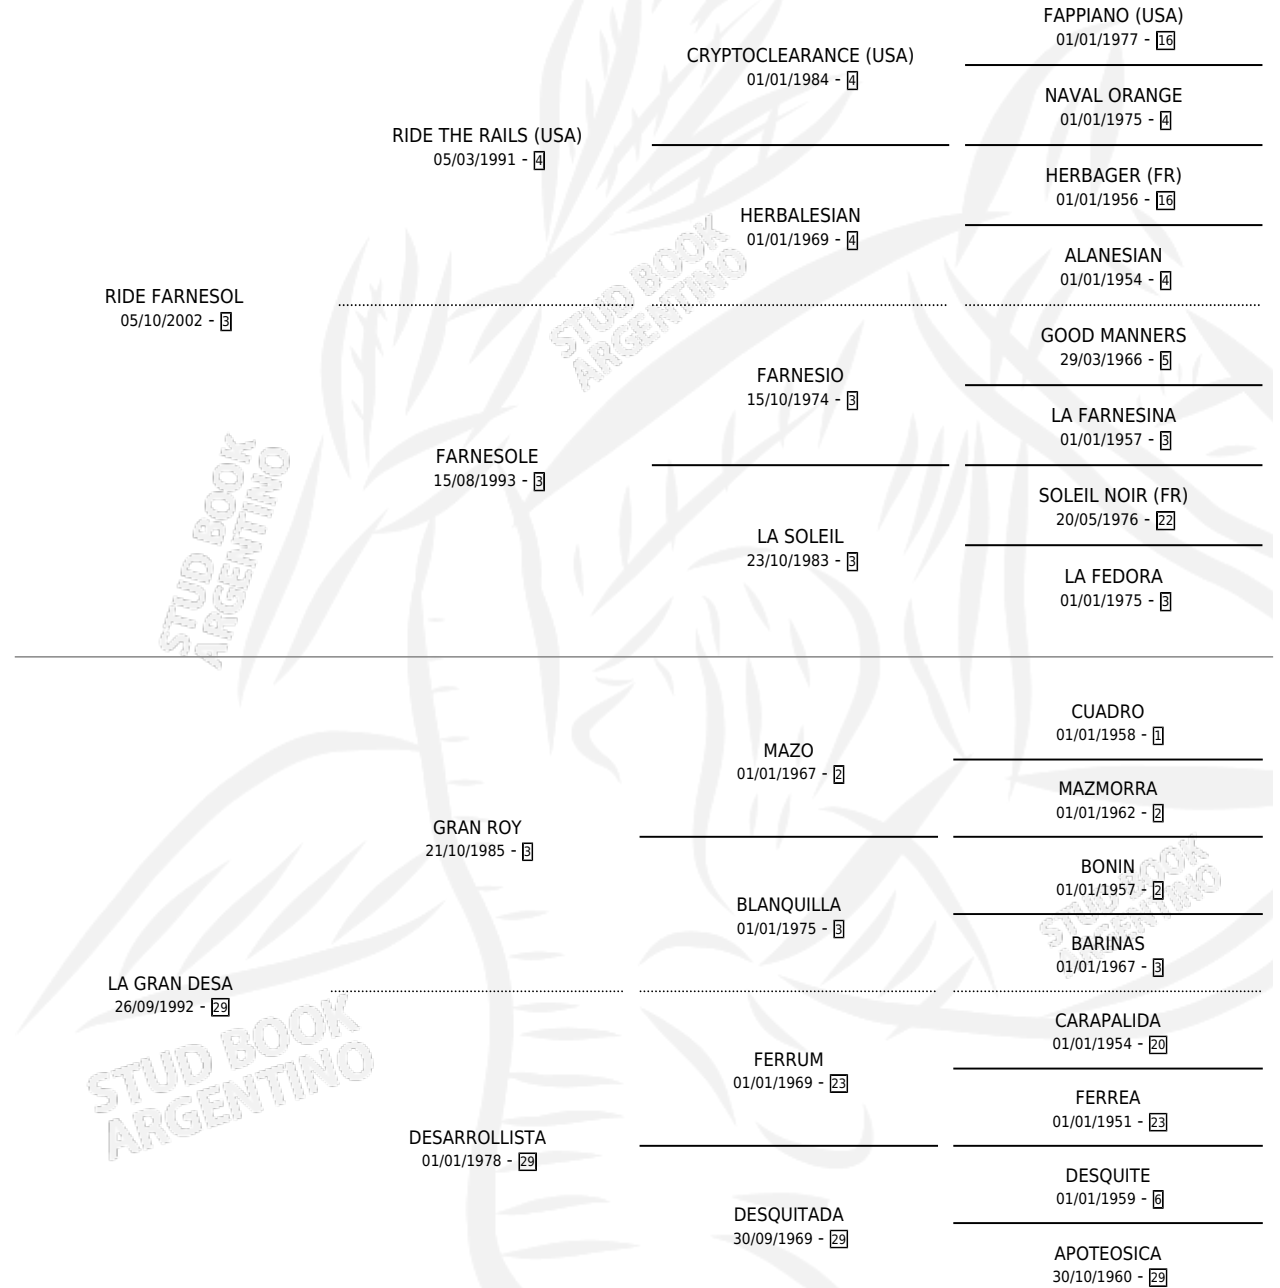 FAPPIANO (USA)
01/01/1977 - 16
CRYPTOCLEARANCE (USA)
01/01/1984 - 4
NAVAL ORANGE
01/01/1975 - 4
RIDE THE RAILS (USA)
05/03/1991 - 4
HERBAGER (FR)
01/01/1956 - 16
HERBALESIAN
01/01/1969 - 4
ALANESIAN
01/01/1954 - 4
RIDE FARNESOL
05/10/2002 - 3
GOOD MANNERS
29/03/1966 - 5
FARNESIO
15/10/1974 - 3
LA FARNESINA
01/01/1957 - 3
FARNESOLE
15/08/1993 - 3
SOLEIL NOIR (FR)
20/05/1976 - 22
LA SOLEIL
23/10/1983 - 3
LA FEDORA
01/01/1975 - 3
CUADRO
01/01/1958 - 1
MAZO
01/01/1967 - 2
MAZMORRA
01/01/1962 - 2
GRAN ROY
21/10/1985 - 3
BONIN
01/01/1957 - 2
BLANQUILLA
01/01/1975 - 3
BARINAS
01/01/1967 - 3
LA GRAN DESA
26/09/1992 - 29
CARAPALIDA
01/01/1954 - 20
FERRUM
01/01/1969 - 23
FERREA
01/01/1951 - 23
DESARROLLISTA
01/01/1978 - 29
DESQUITE
01/01/1959 - 6
DESQUITADA
30/09/1969 - 29
APOTEOSICA
30/10/1960 - 29
STUD BOOK
ARGENTINO
STUD BOOK
ARGENTINO
STUD BOOK
ARGENTINO
STUD BOOK
ARGENTINO